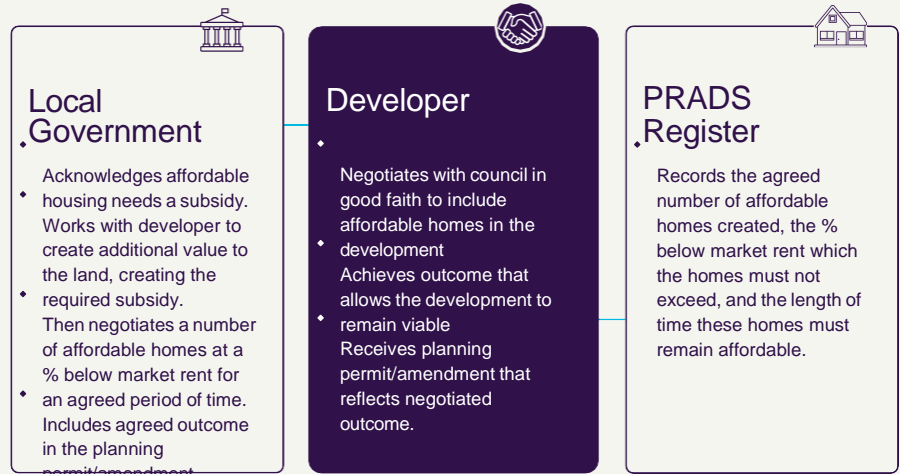 Local
Government
Acknowledges affordable
housing needs a subsidy.
Works with developer to
create additional value to
the land, creating the
required subsidy.
Then negotiates a number
of affordable homes at a
% below market rent for
an agreed period of time.
Includes agreed outcome
in the planning
permit/amendment
Developer
Negotiates with council in
good faith to include
affordable homes in the
development
Achieves outcome that
allows the development to
remain viable
Receives planning
permit/amendment that
reflects negotiated
outcome.
PRADS
Register
Records the agreed
number of affordable
homes created, the %
below market rent which
the homes must not
exceed, and the length of
time these homes must
remain affordable.